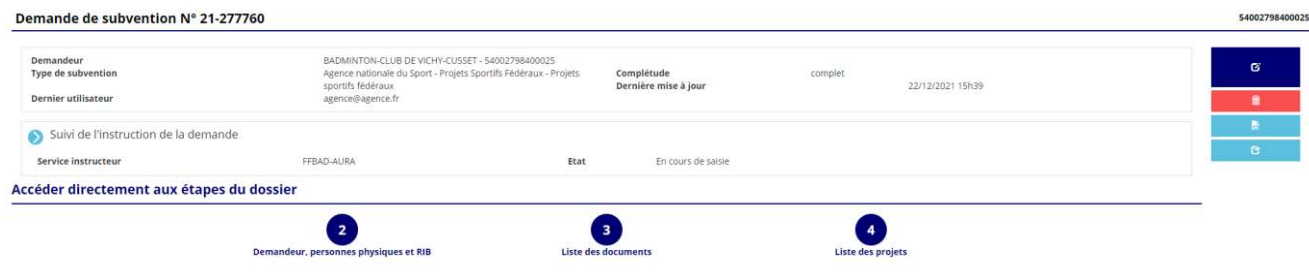 Demande de subvention N° 21-277760
54002798400025
Demandeur BADMINTON-CLUB DE VICHY-CUSSET - 54002798400025
Type de subvention Agence nationale du Sport - Projets Sportifs Fédéraux - Projets sportifs fédéraux
Complétude complet
Dernière mise à jour 22/12/2021 15h39
Dernier utilisateur agence@agence.fr
Suivi de l'instruction de la demande
Service instructeur FFBAD-AURA Etat En cours de saisie
Accéder directement aux étapes du dossier
2 3 4
Demandeur, personnes physiques et RIB Liste des documents Liste des projets